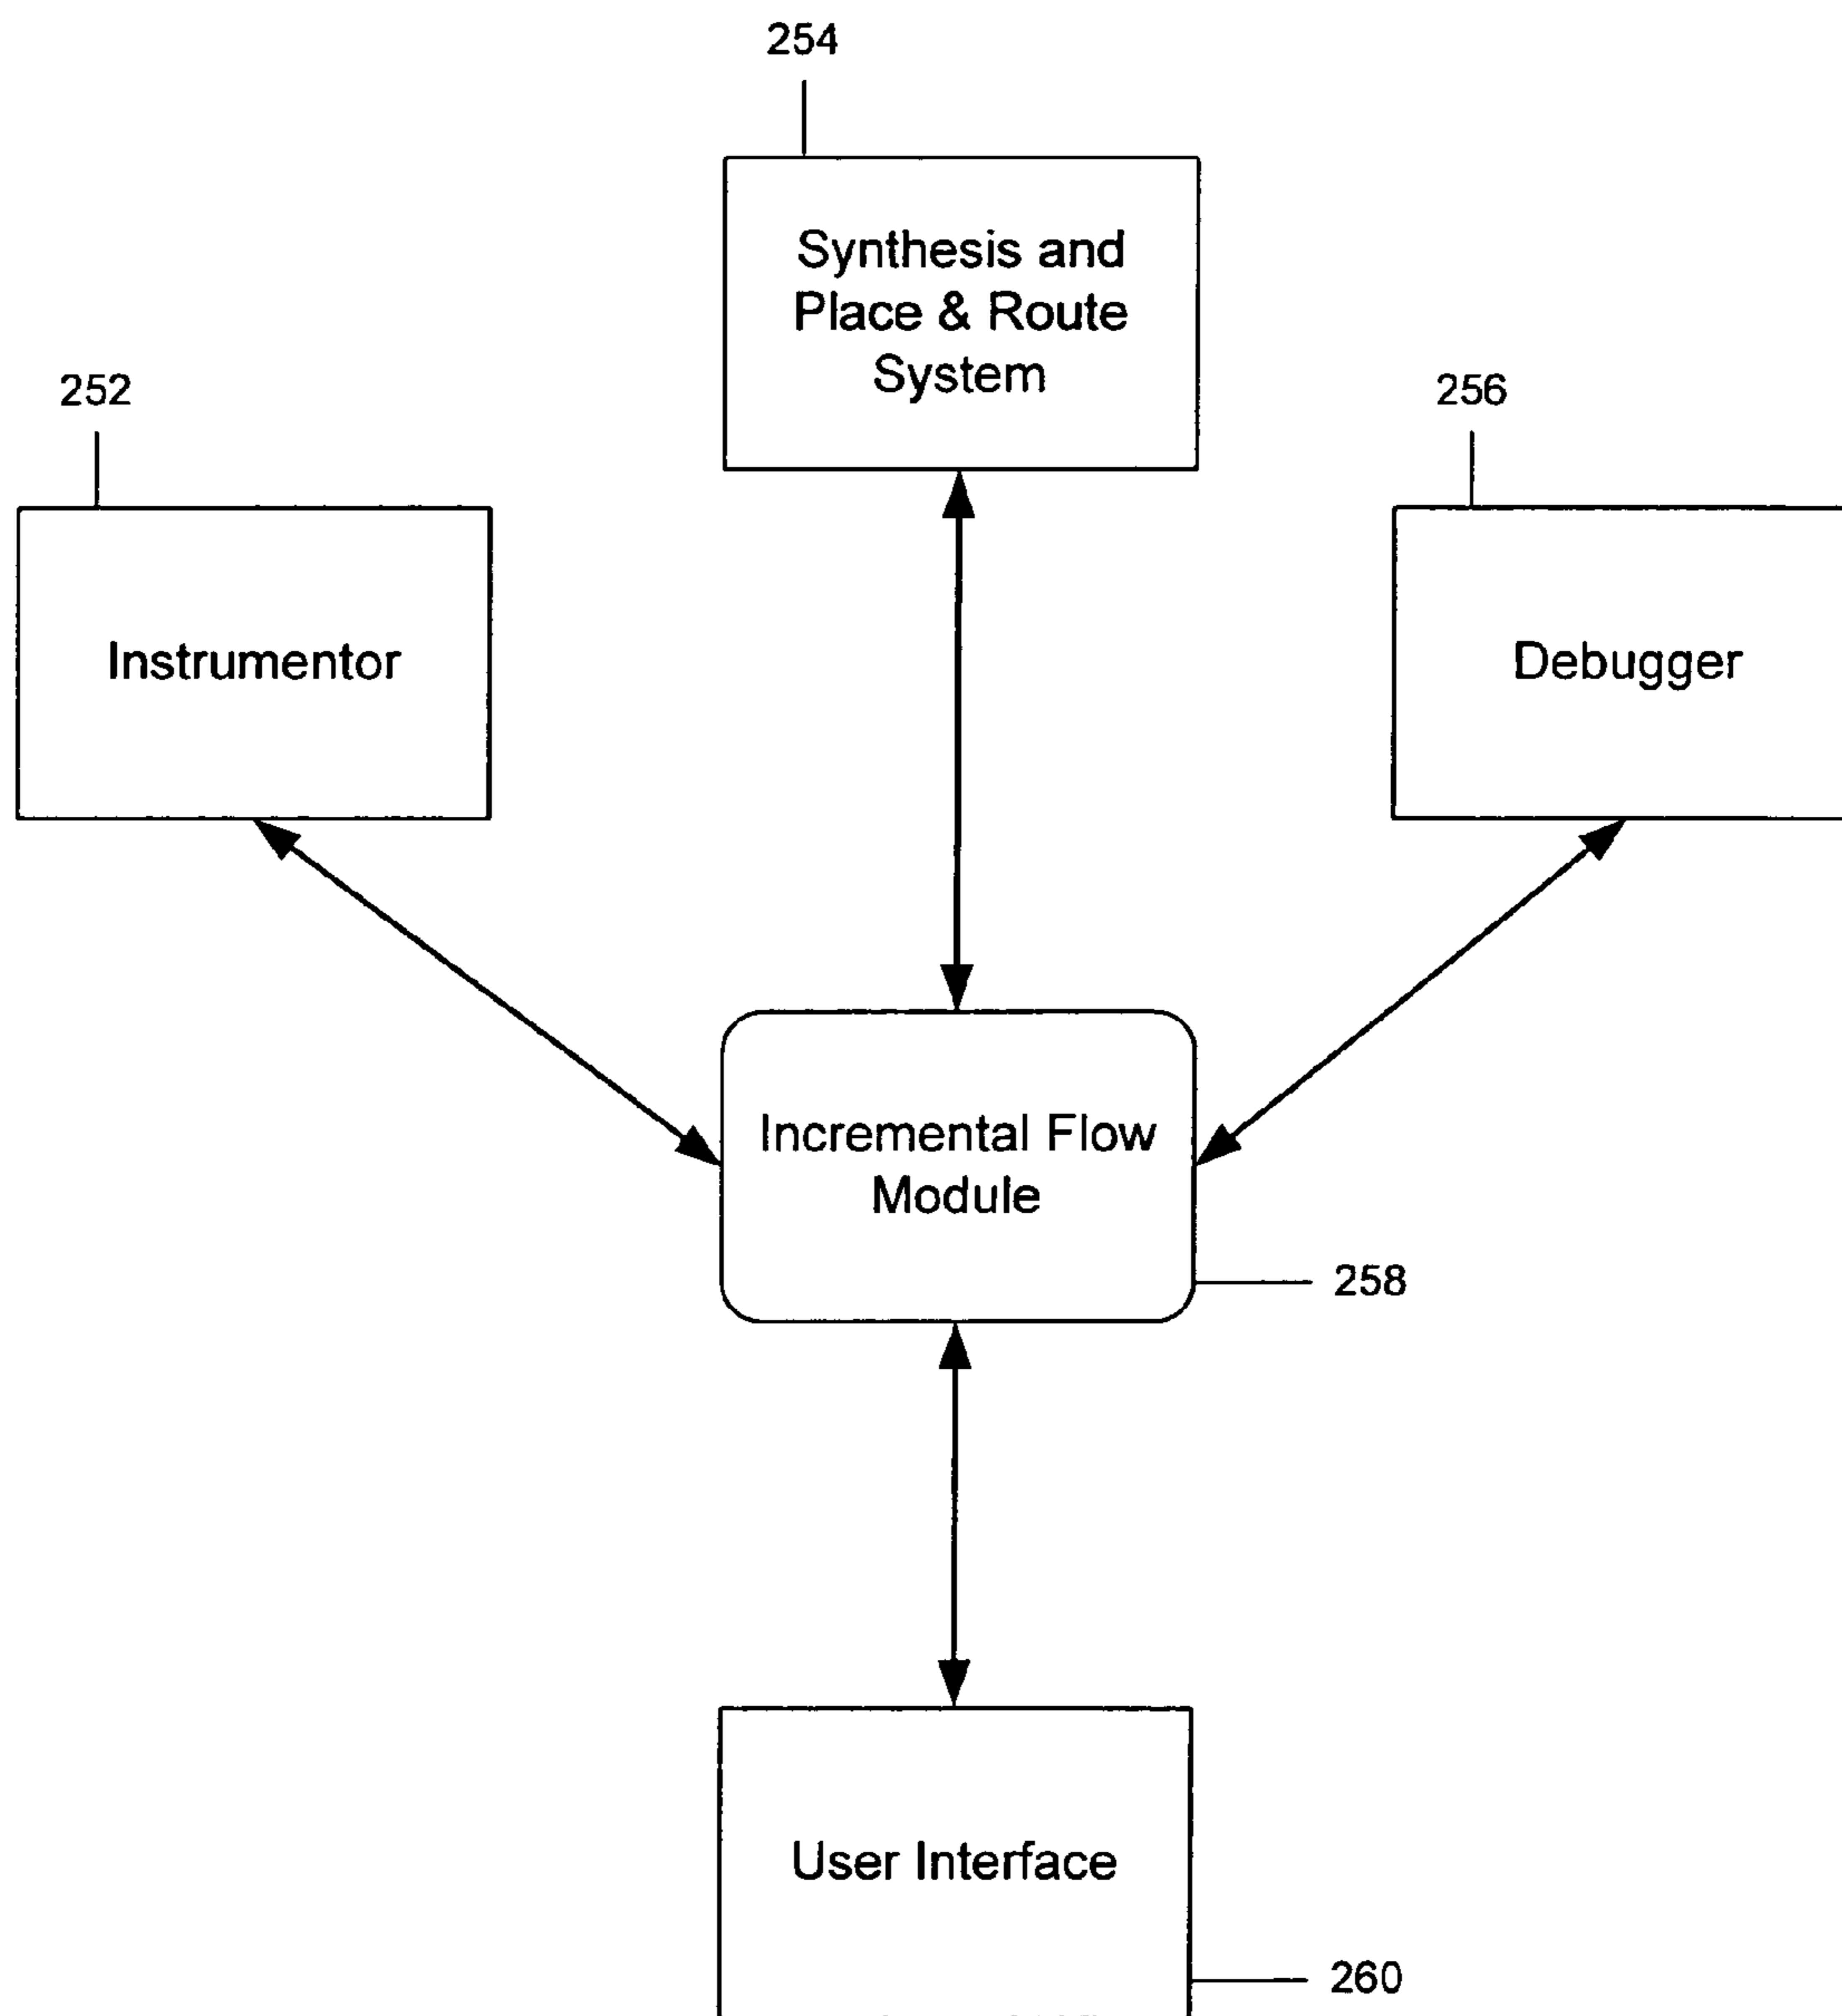 254
Synthesis and
Place & Route
System
252
256
Instrumentor
Debugger
Incremental Flow
Module
258
User Interface
260